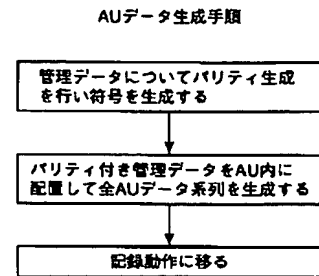 AUデータ生成手順
管理データについてパリティ生成
を行い符号を生成する
パリティ付き管理データをAU内に
配置して全AUデータ系列を生成する
記録動作に移る